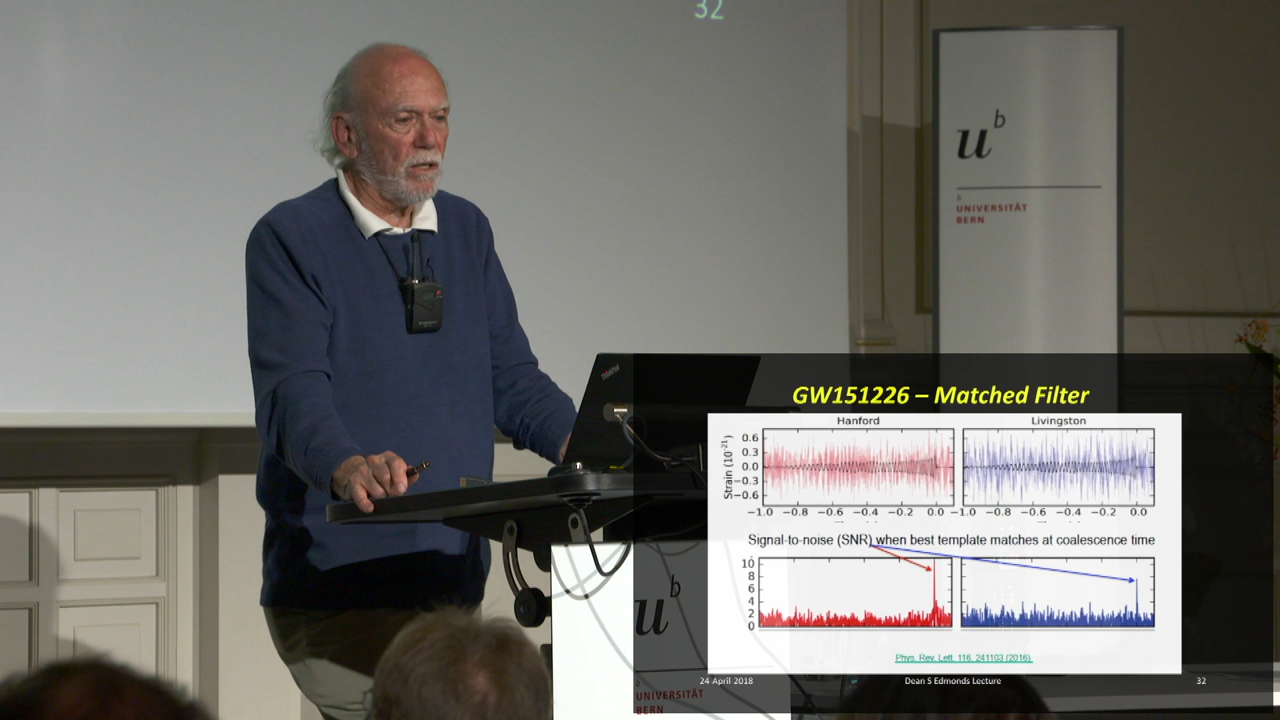 32
u b
b
UNIVERSITÄT
BERN
ThinkPad
GW151226 – Matched Filter
Hanford Livingston
Strain (10⁻²¹)
0.6
0.3
0.0
−0.3
−0.6
−1.0 −0.8 −0.6 −0.4 −0.2 0.0 −1.0 −0.8 −0.6 −0.4 −0.2 0.0
Signal-to-noise (SNR) when best template matches at coalescence time
10
8
6
4
2
0
Phys. Rev. Lett. 116, 241103 (2016)
24 April 2018 Dean S Edmonds Lecture 32
u b
UNIVERSITÄT
BERN